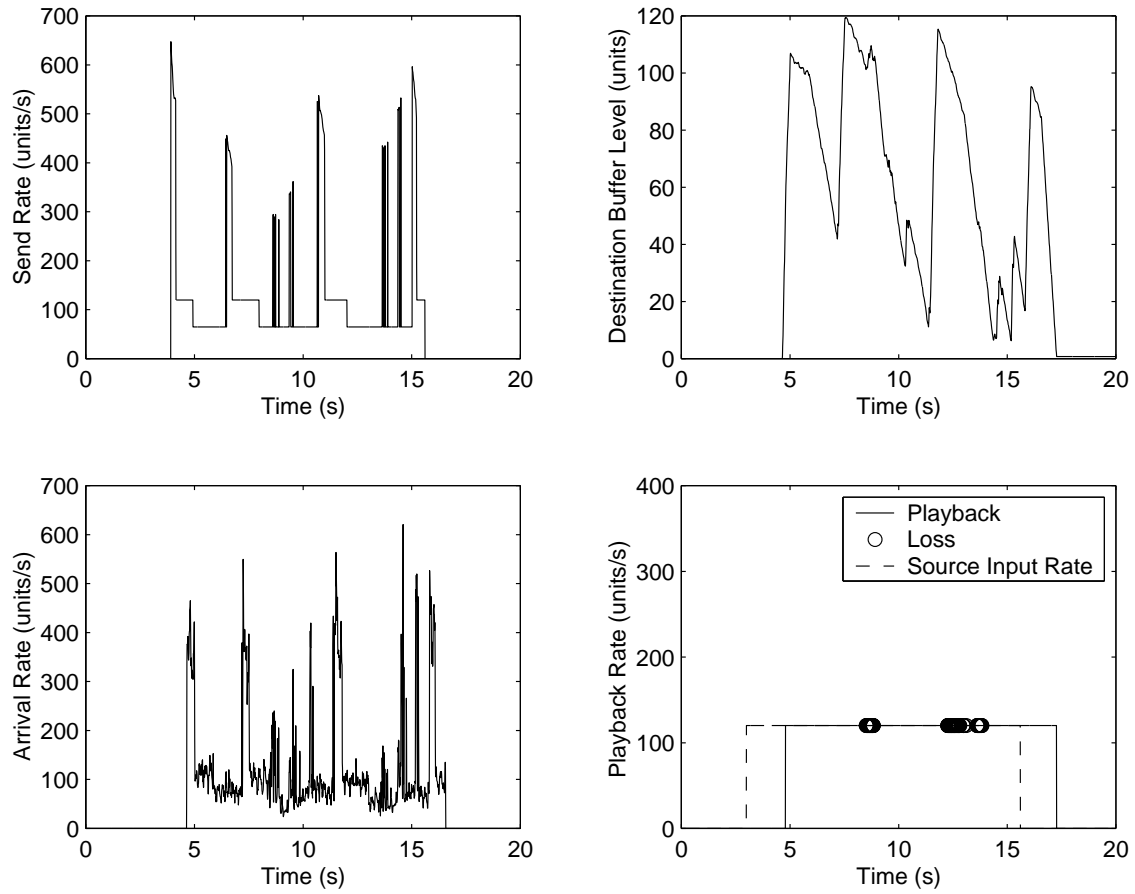 700
600
500
400
300
200
100
0
Send Rate (units/s)
0 5 10 15 20
Time (s)
120
100
80
60
40
20
0
Destination Buffer Level (units)
0 5 10 15 20
Time (s)
700
600
500
400
300
200
100
0
Arrival Rate (units/s)
0 5 10 15 20
Time (s)
400
300
200
100
0
Playback Rate (units/s)
Playback
Loss
Source Input Rate
0 5 10 15 20
Time (s)